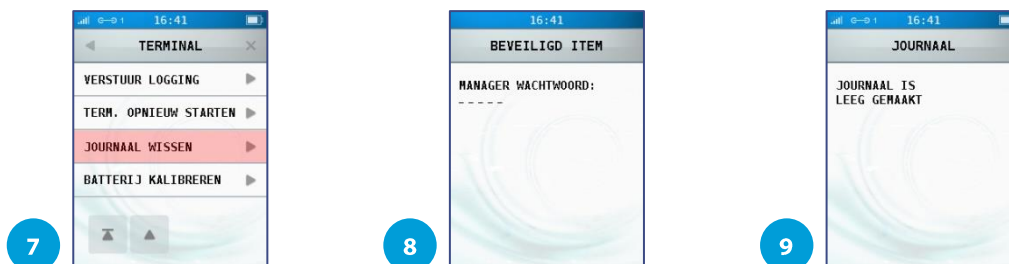 16:41
TERMINAL
VERSTUUR LOGGING
TERM. OPNIEUW STARTEN
JOURNAAL WISSEN
BATTERIJ KALIBREREN
7
16:41
BEVEILIGD ITEM
MANAGER WACHTWOORD:
-----
8
1 16:41
JOURNAAL
JOURNAAL IS
LEEG GEMAAKT
9